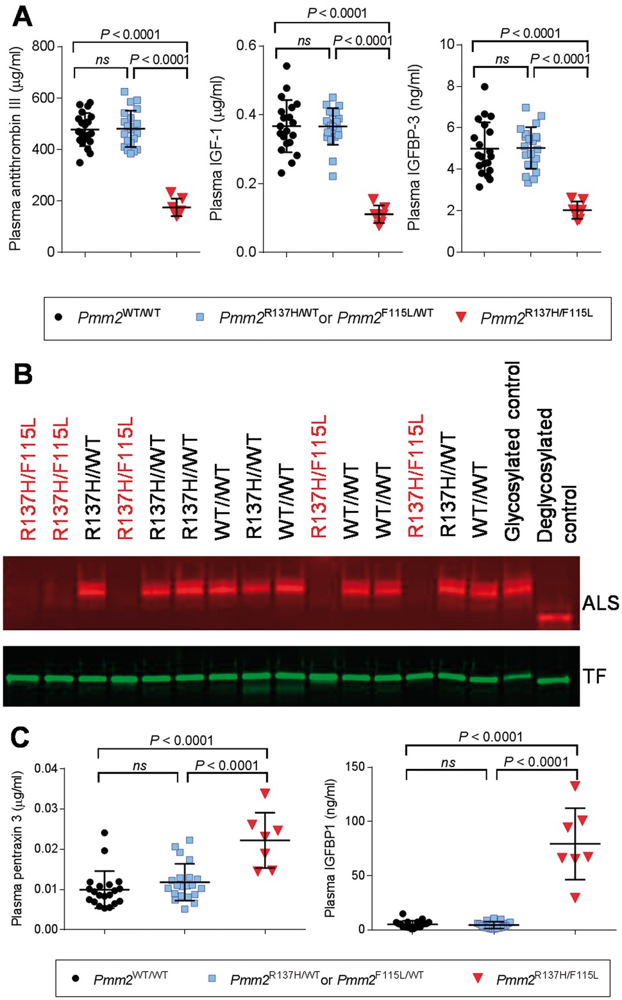 A
Plasma antithrombin III (µg/ml)
800
600
400
200
0
P < 0.0001
ns
P < 0.0001
Plasma IGF-1 (µg/ml)
0.6
0.4
0.2
0.0
P < 0.0001
ns
P < 0.0001
Plasma IGFBP-3 (ng/ml)
10
8
6
4
2
0
P < 0.0001
ns
P < 0.0001
Pmm2WT/WT
Pmm2R137H/WT or Pmm2F115L/WT
Pmm2R137H/F115L
B
R137H/F115L
R137H/F115L
R137H/WT
R137H/F115L
R137H/WT
R137H/WT
WT/WT
R137H/WT
WT/WT
R137H/F115L
WT/WT
WT/WT
R137H/F115L
R137H/WT
WT/WT
Glycosylated control
Deglycosylated
control
ALS
TF
C
Plasma pentraxin 3 (µg/ml)
0.04
0.03
0.02
0.01
0.00
P < 0.0001
ns
P < 0.0001
Plasma IGFBP1 (ng/ml)
150
100
50
0
P < 0.0001
ns
P < 0.0001
Pmm2WT/WT
Pmm2R137H/WT or Pmm2F115L/WT
Pmm2R137H/F115L